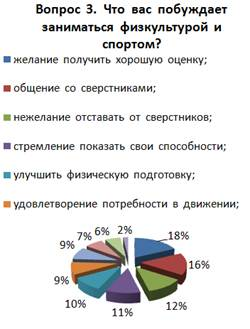 Вопрос 3. Что вас побуждает
заниматься физкультурой и
спортом?
желание получить хорошую оценку;
общение со сверстниками;
нежелание отставать от сверстников;
стремление показать свои способности;
улучшить физическую подготовку;
удовлетворение потребности в движении;
7% 6% 2%
9% 18%
9% 16%
10% 11% 12%